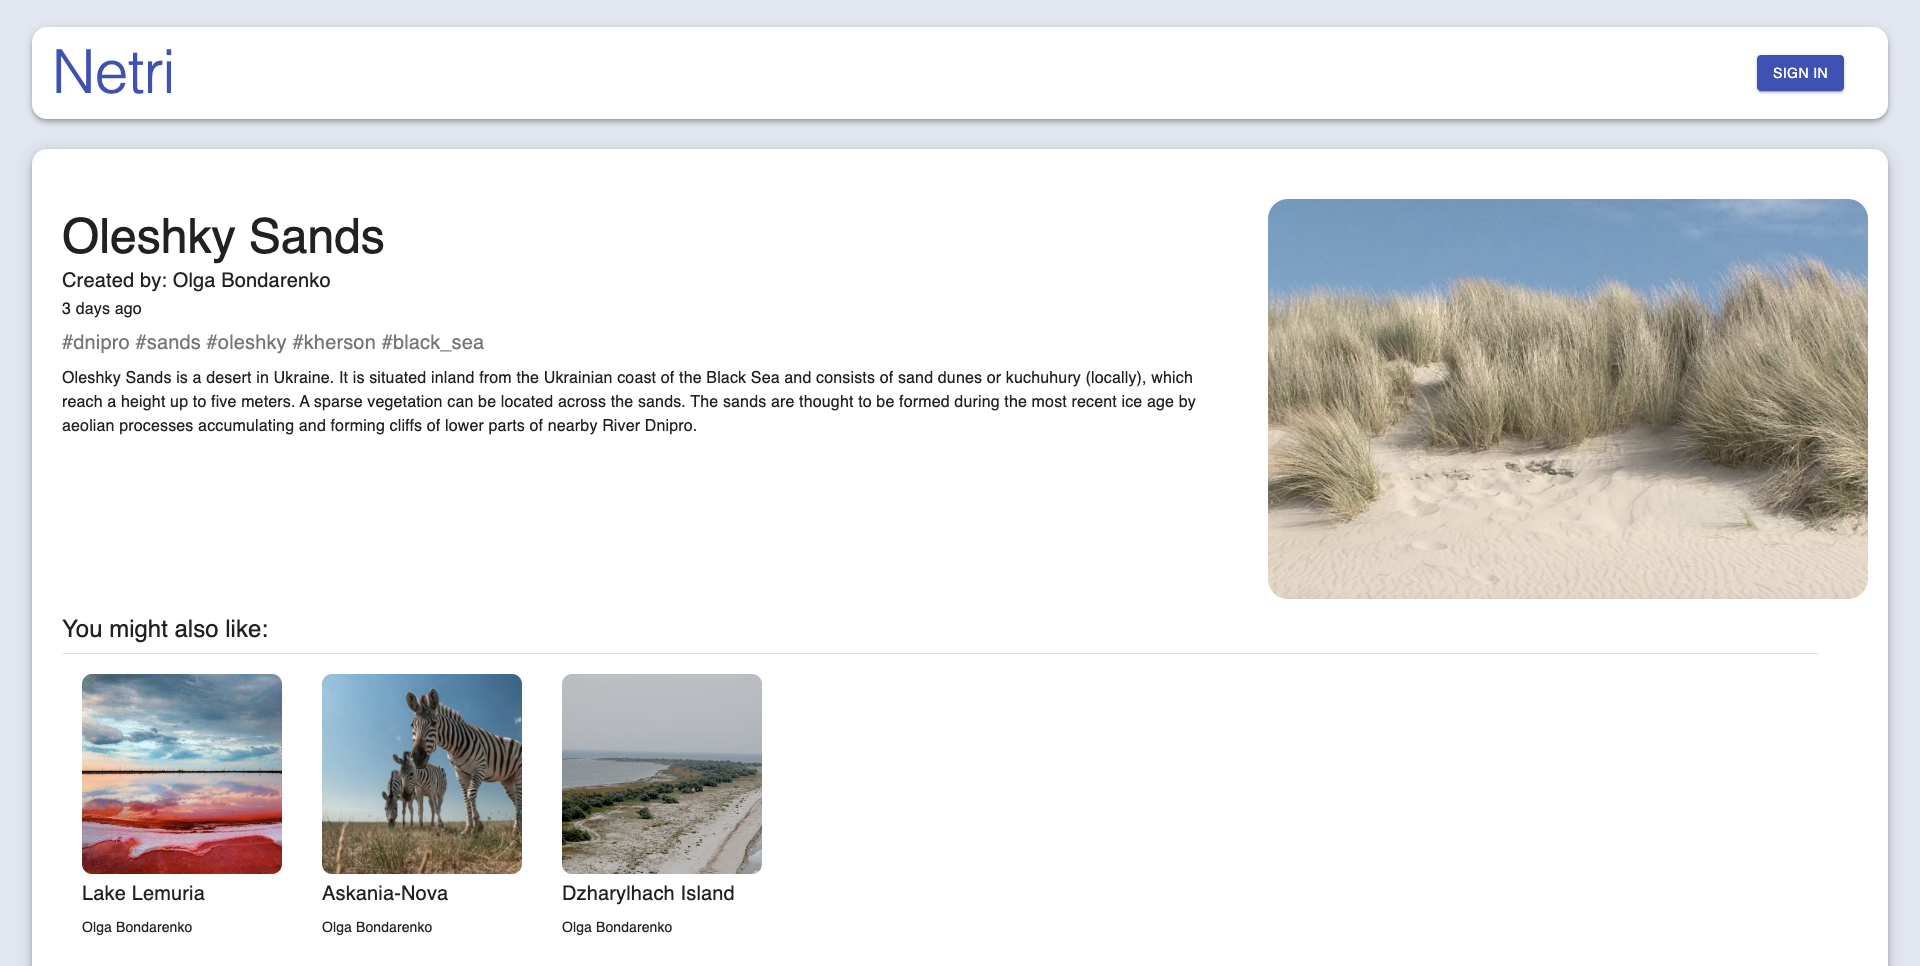 Netri
SIGN IN
Oleshky Sands
Created by: Olga Bondarenko
3 days ago
#dnipro #sands #oleshky #kherson #black_sea
Oleshky Sands is a desert in Ukraine. It is situated inland from the Ukrainian coast of the Black Sea and consists of sand dunes or kuchuhury (locally), which
reach a height up to five meters. A sparse vegetation can be located across the sands. The sands are thought to be formed during the most recent ice age by
aeolian processes accumulating and forming cliffs of lower parts of nearby River Dnipro.
You might also like:
Lake Lemuria
Olga Bondarenko
Askania-Nova
Olga Bondarenko
Dzharylhach Island
Olga Bondarenko